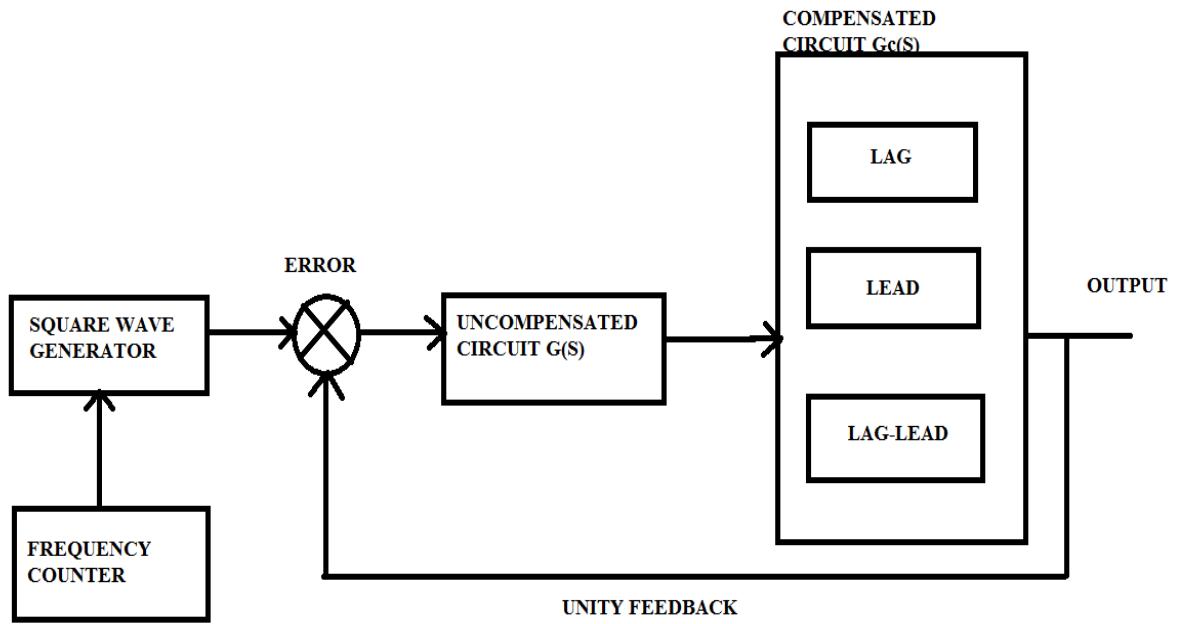 COMPENSATED
CIRCUIT Gc(S)
LAG
LEAD
LAG-LEAD
OUTPUT
ERROR
SQUARE WAVE
GENERATOR
UNCOMPENSATED
CIRCUIT G(S)
FREQUENCY
COUNTER
UNITY FEEDBACK